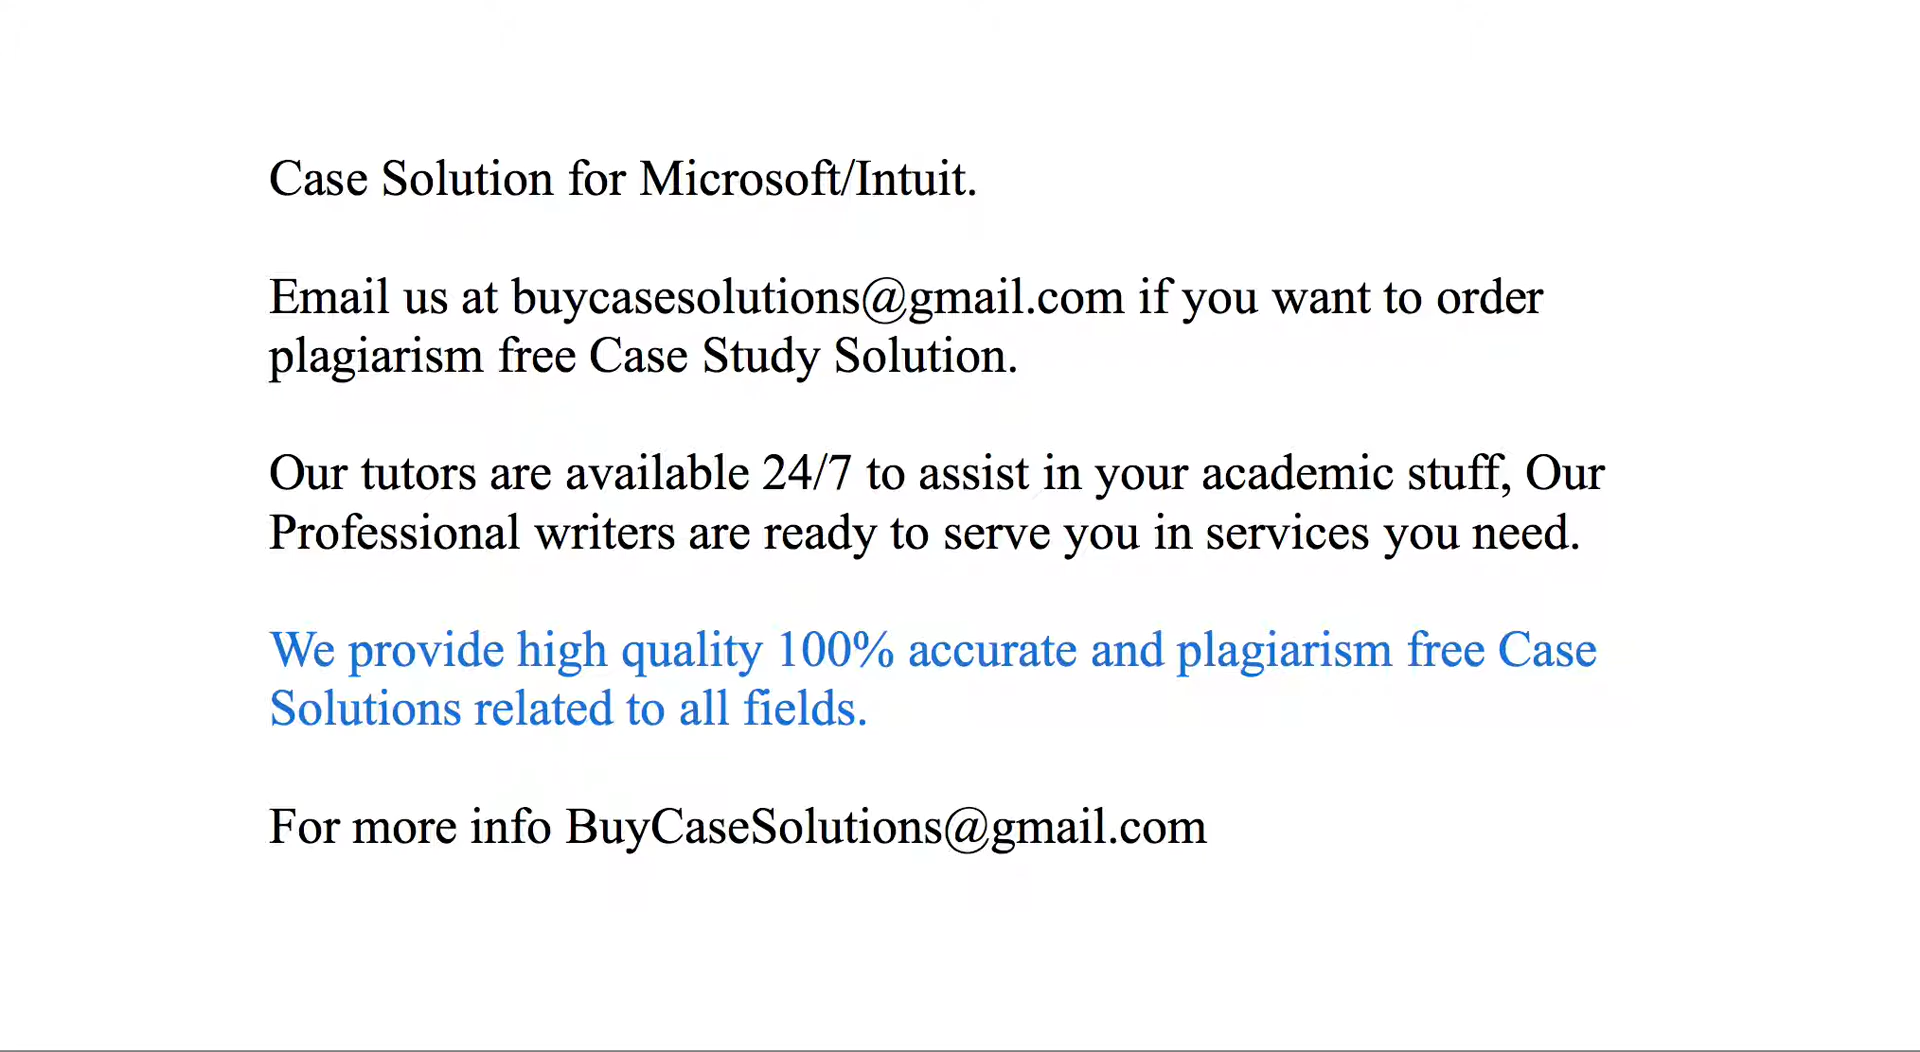 Case Solution for Microsoft/Intuit.
Email us at buycasesolutions@gmail.com if you want to order
plagiarism free Case Study Solution.
Our tutors are available 24/7 to assist in your academic stuff, Our
Professional writers are ready to serve you in services you need.
We provide high quality 100% accurate and plagiarism free Case
Solutions related to all fields.
For more info BuyCaseSolutions@gmail.com